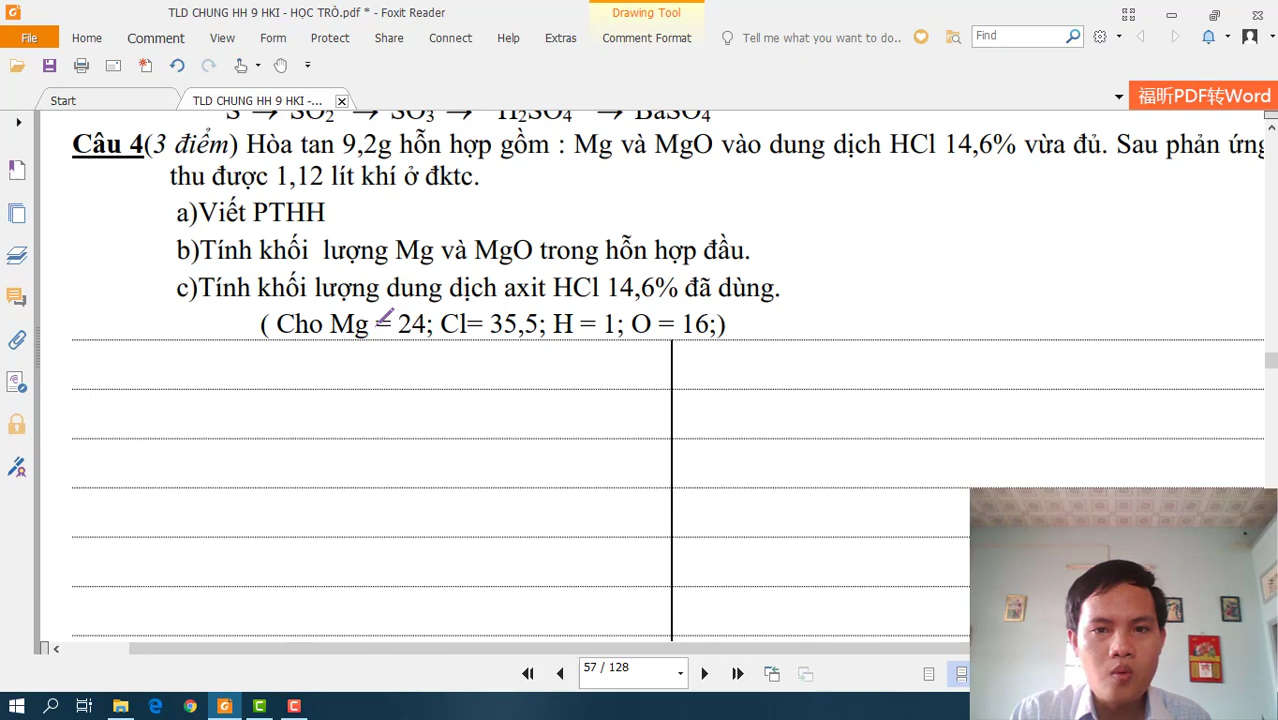 TLD CHUNG HH 9 HKI - HỌC TRÒ.pdf * - Foxit Reader
Drawing Tool
File Home Comment View Form Protect Share Connect Help Extras Comment Format Tell me what you want to do.. Find
Start TLD CHUNG HH 9 HKI -... 福昕PDF转Word
S → SO2 → SO3 → H2SO4 → BaSO4
Câu 4(3 điểm) Hòa tan 9,2g hỗn hợp gồm : Mg và MgO vào dung dịch HCl 14,6% vừa đủ. Sau phản ứng
thu được 1,12 lít khí ở đktc.
a)Viết PTHH
b)Tính khối lượng Mg và MgO trong hỗn hợp đầu.
c)Tính khối lượng dung dịch axit HCl 14,6% đã dùng.
( Cho Mg = 24; Cl= 35,5; H = 1; O = 16;)
57 / 128